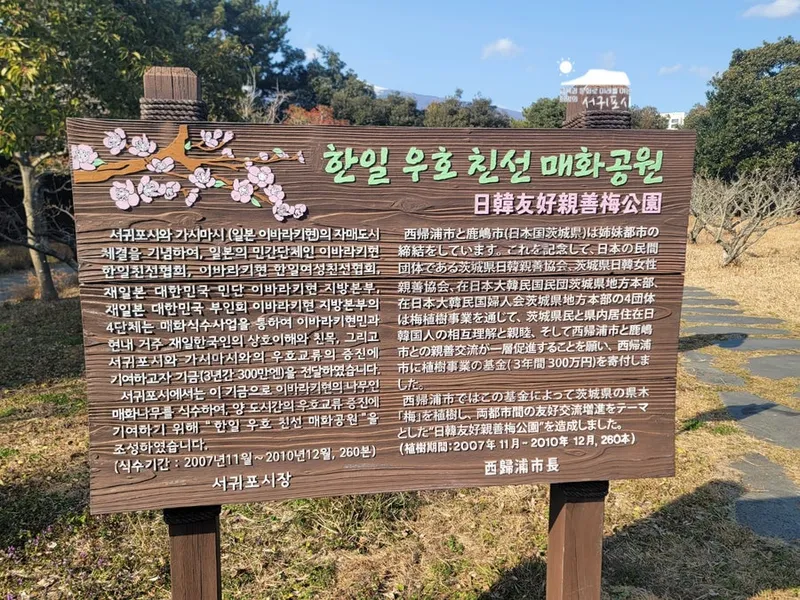 서귀포시
한일 우호 친선 매화공원
日韓友好親善梅公園
서귀포시와 가시마시 (일본 이바라키현)의 자매도시
체결을 기념하여, 일본의 민간단체인 이바라키현
한일친선협회, 이바라키현 한일여성친선협회,
재일본 대한민국 민단 이바라키현 지방본부,
재일본 대한민국 부인회 이바라키현 지방본부의
4단체는 매화식수사업을 통하여 이바라키현민과
현내 거주 재일한국인의 상호이해와 친목, 그리고
서귀포시와 가시마시와의 우호교류의 증진에
기여하고자 기금(3년간 300만엔)을 전달하였습니다.
서귀포시에서는 이 기금으로 이바라키현의 나무인
매화나무를 식수하여, 양 도시간의 우호교류 증진에
기여하기 위해, "한일 우호 친선 매화공원"을
조성하였습니다.
(식수기간 : 2007년11월~2010년12월, 260본)
서귀포시장
西帰浦市と鹿嶋市(日本国茨城県)は姉妹都市の
締結をしています。これを記念して、日本の民間
団体である茨城県日韓親善協会、茨城県日韓女性
親善協会、在日本大韓民国民団茨城県地方本部、
在日本大韓民国婦人会茨城県地方本部の4団体
は梅植樹事業を通じて、茨城県民と県内居住在日
韓国人の相互理解と親睦、そして西帰浦市と鹿嶋
市との親善交流が一層促進することを願い、西帰浦
市に植樹事業の基金(3年間300万円)を寄付しま
した。
西帰浦市ではこの基金によって茨城県の県木
「梅」を植樹し、両都市間の友好交流増進をテーマ
とした"日韓友好親善梅公園"を造成しました。
(植樹期間:2007年11月-2010年12月, 260本)
西帰浦市長